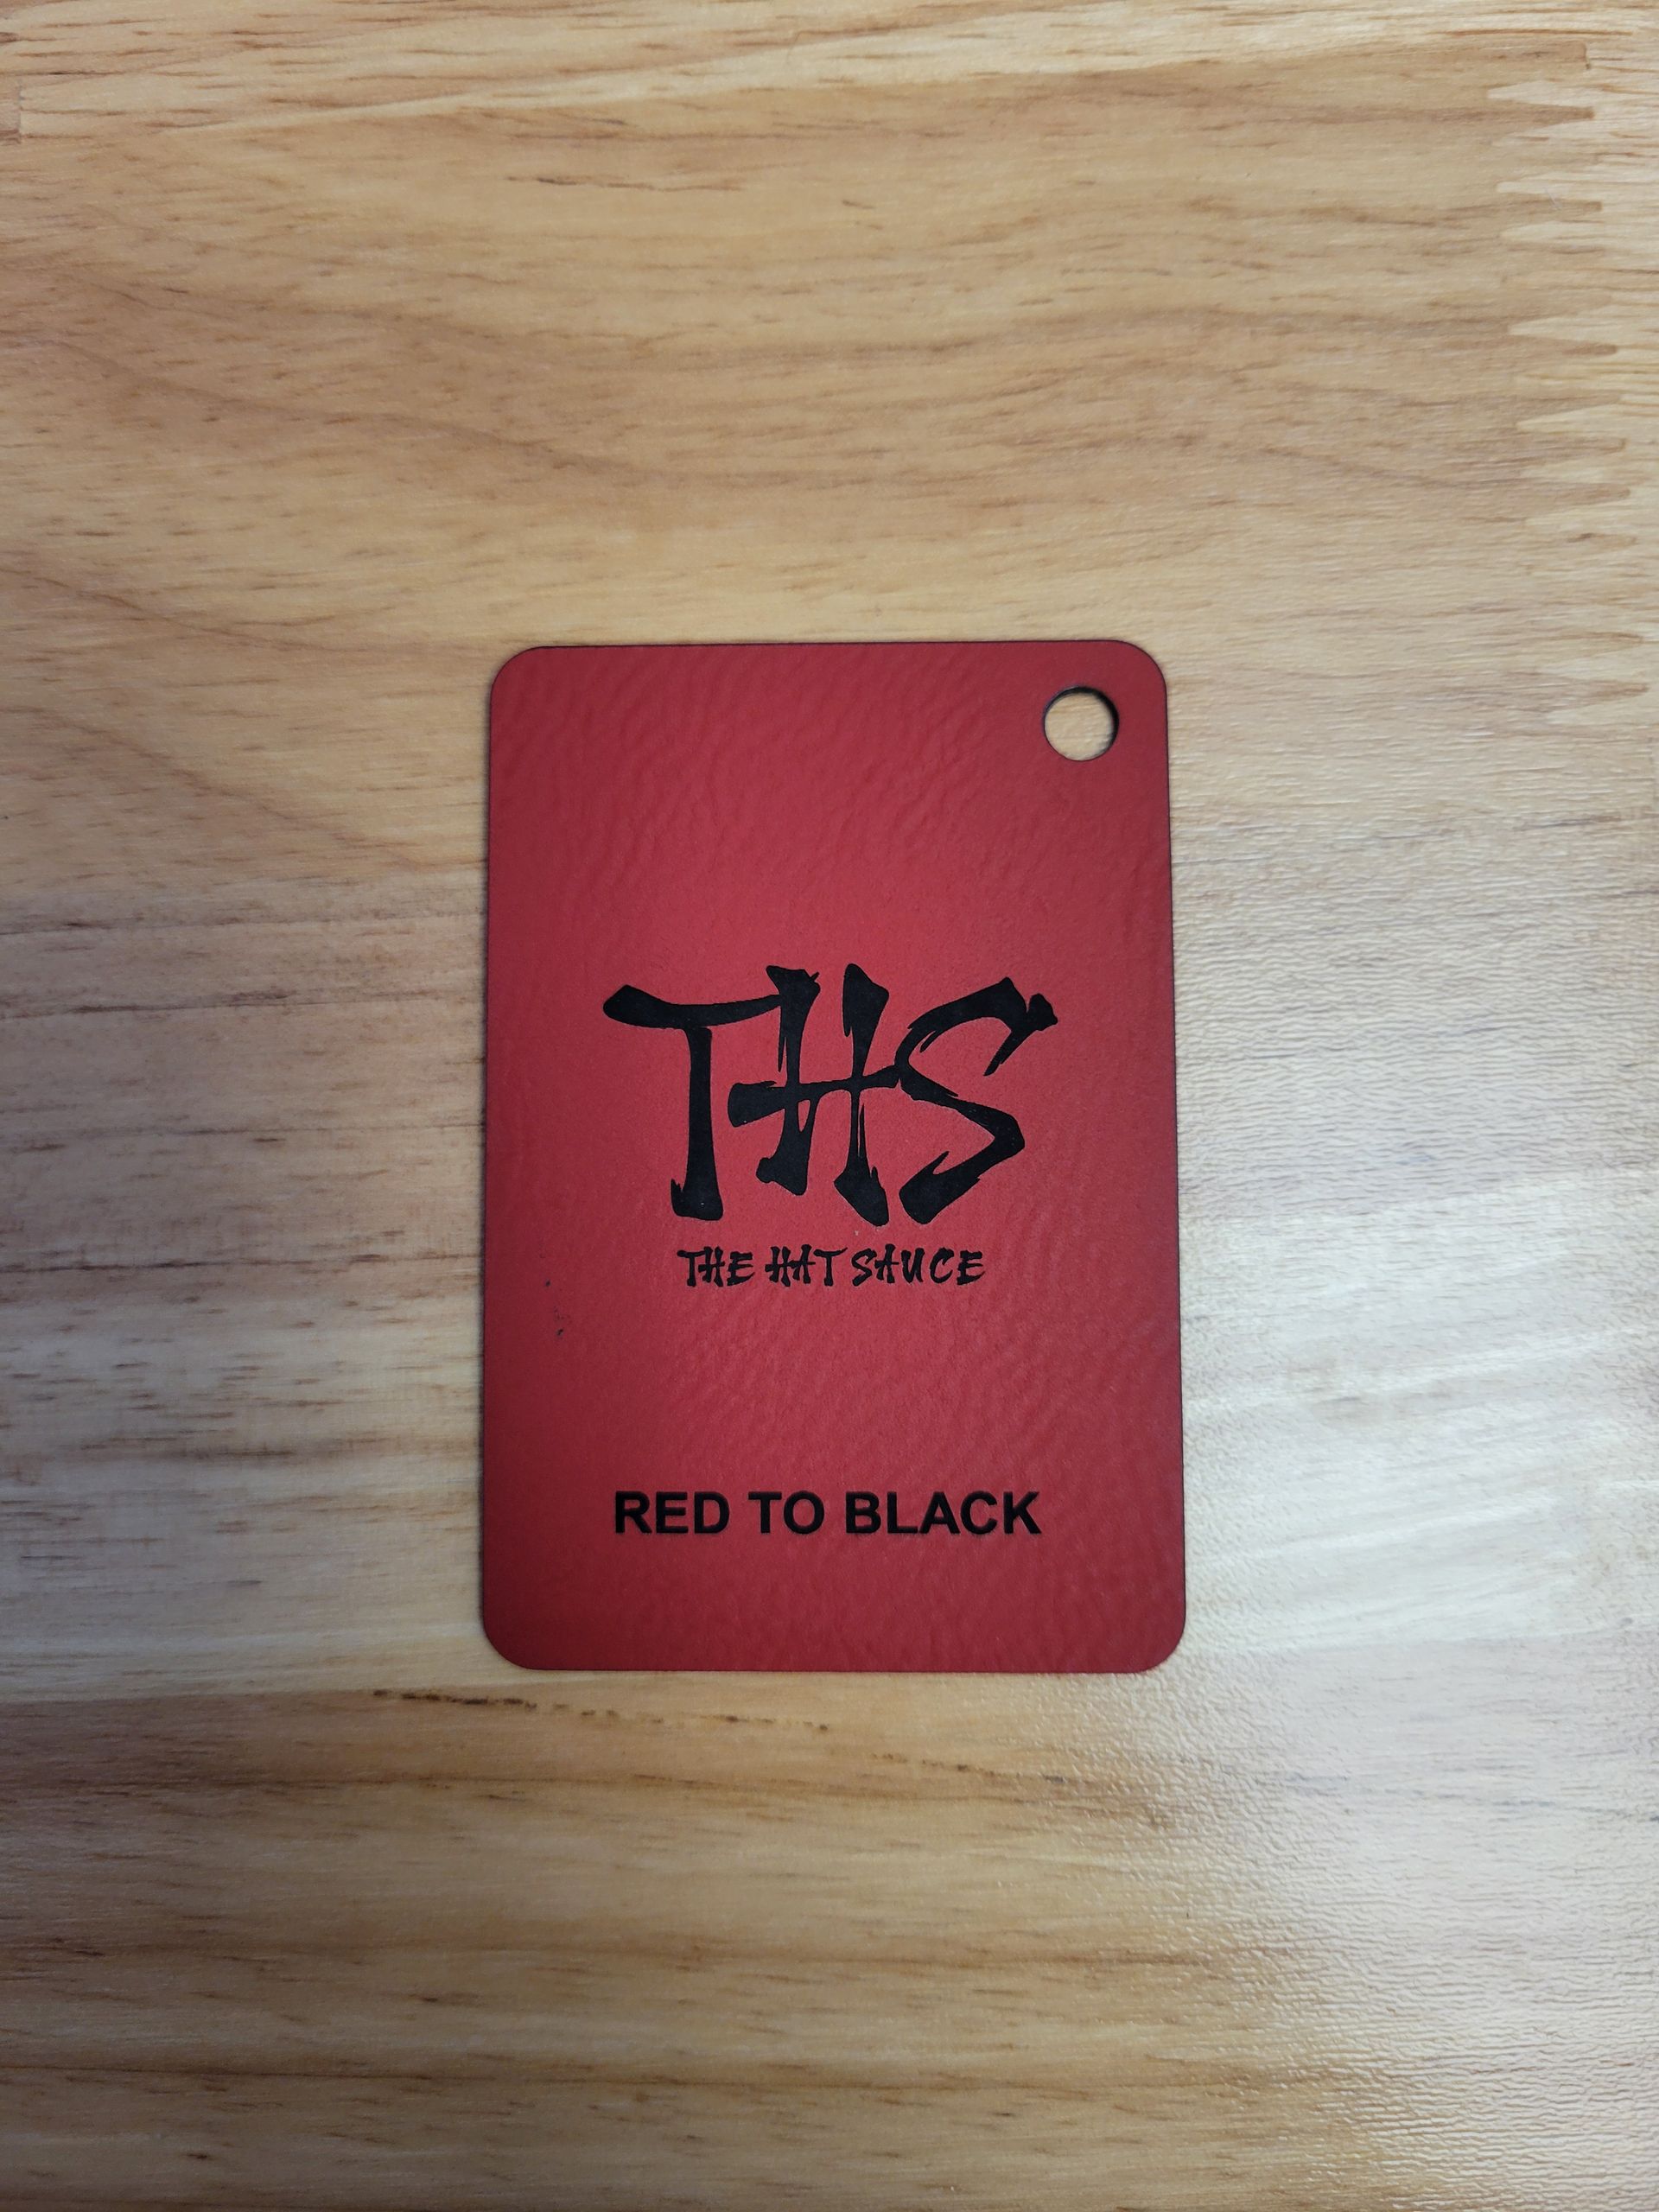 THS
THE HAT SAUCE
RED TO BLACK